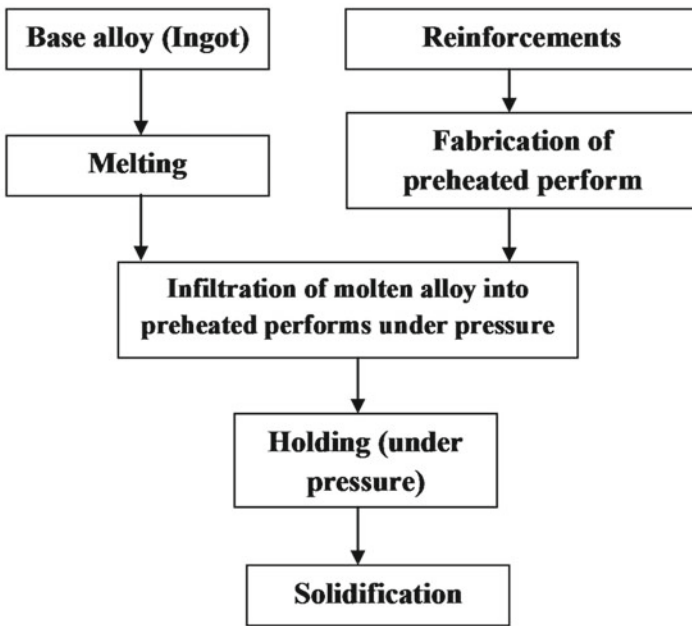 Base alloy (Ingot)
Reinforcements
Melting
Fabrication of
preheated perform
Infiltration of molten alloy into
preheated performs under pressure
Holding (under
pressure)
Solidification